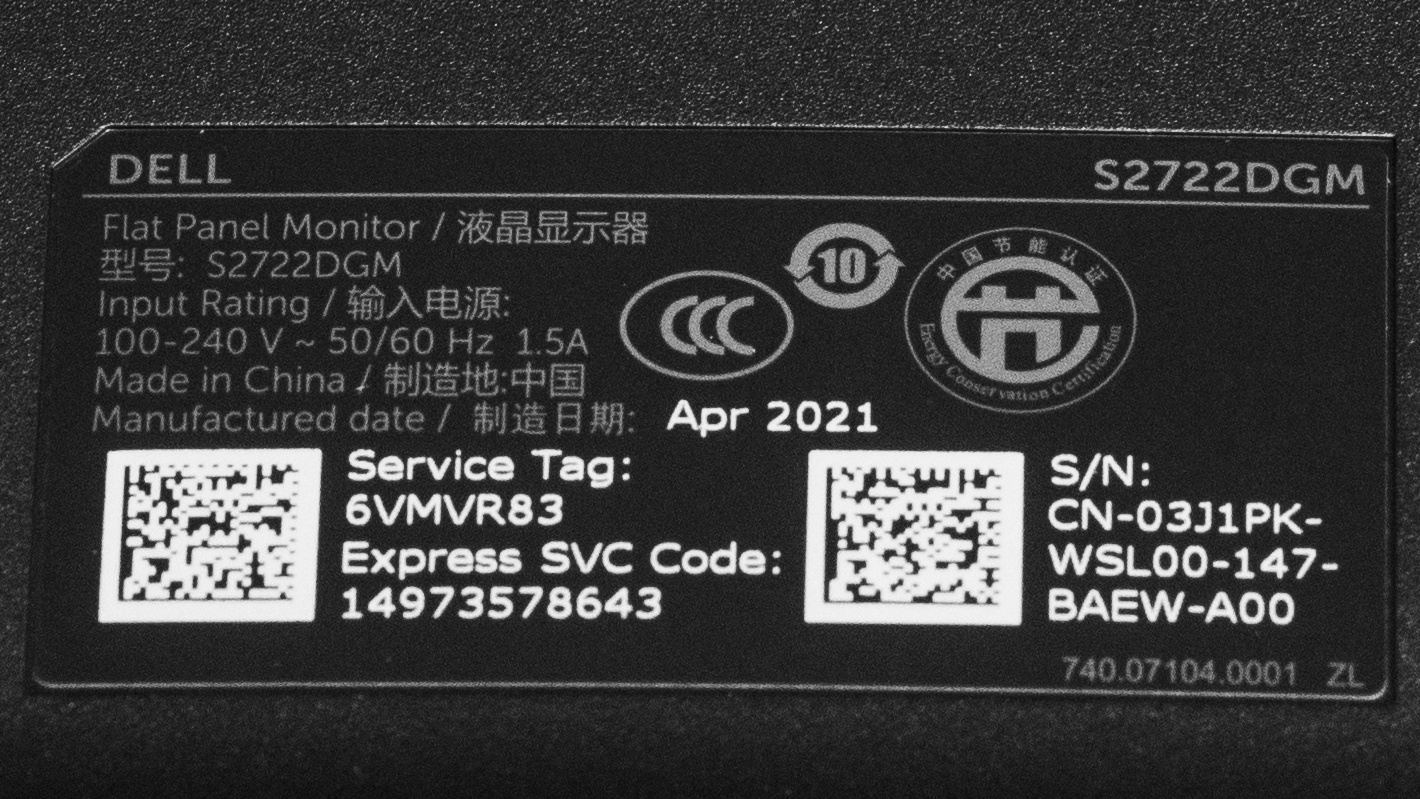 DELL
S2722DGM
Flat Panel Monitor / 液晶显示器
型号: S2722DGM
Input Rating / 输入电源:
100-240 V ~ 50/60 Hz 1.5A
Made in China / 制造地:中国
Manufactured date / 制造日期: Apr 2021
CCC
10
中国节能认证
Energy Conservation Certification
Service Tag:
6VMVR83
Express SVC Code:
14973578643
S/N:
CN-03J1PK-
WSL00-147-
BAEW-A00
740.07104.0001 ZL